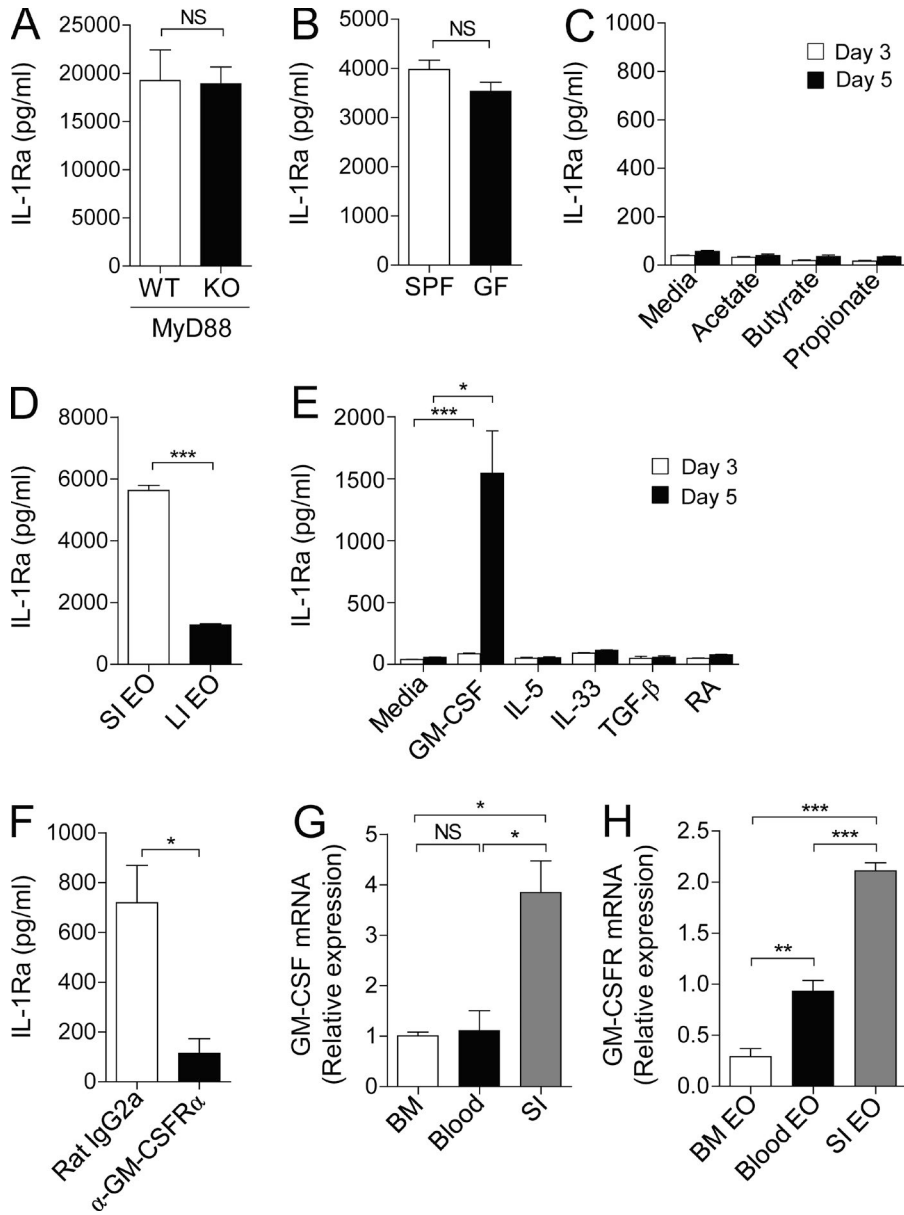 A
NS
IL-1Ra (pg/ml)
25000
20000
15000
10000
5000
0
WT KO
MyD88
B
NS
IL-1Ra (pg/ml)
5000
4000
3000
2000
1000
0
SPF GF
C
Day 3
Day 5
IL-1Ra (pg/ml)
1000
800
600
400
200
0
Media
Acetate
Butyrate
Propionate
D
***
IL-1Ra (pg/ml)
8000
6000
4000
2000
0
SI EO
LI EO
E
*
***
Day 3
Day 5
IL-1Ra (pg/ml)
2000
1500
1000
500
0
Media
GM-CSF
IL-5
IL-33
TGF-β
RA
F
*
IL-1Ra (pg/ml)
1000
800
600
400
200
0
Rat IgG2a
α-GM-CSFRα
G
*
NS
*
GM-CSF mRNA
(Relative expression)
5
4
3
2
1
0
BM
Blood
SI
H
***
***
**
GM-CSFR mRNA
(Relative expression)
2.5
2.0
1.5
1.0
0.5
0.0
BM EO
Blood EO
SI EO